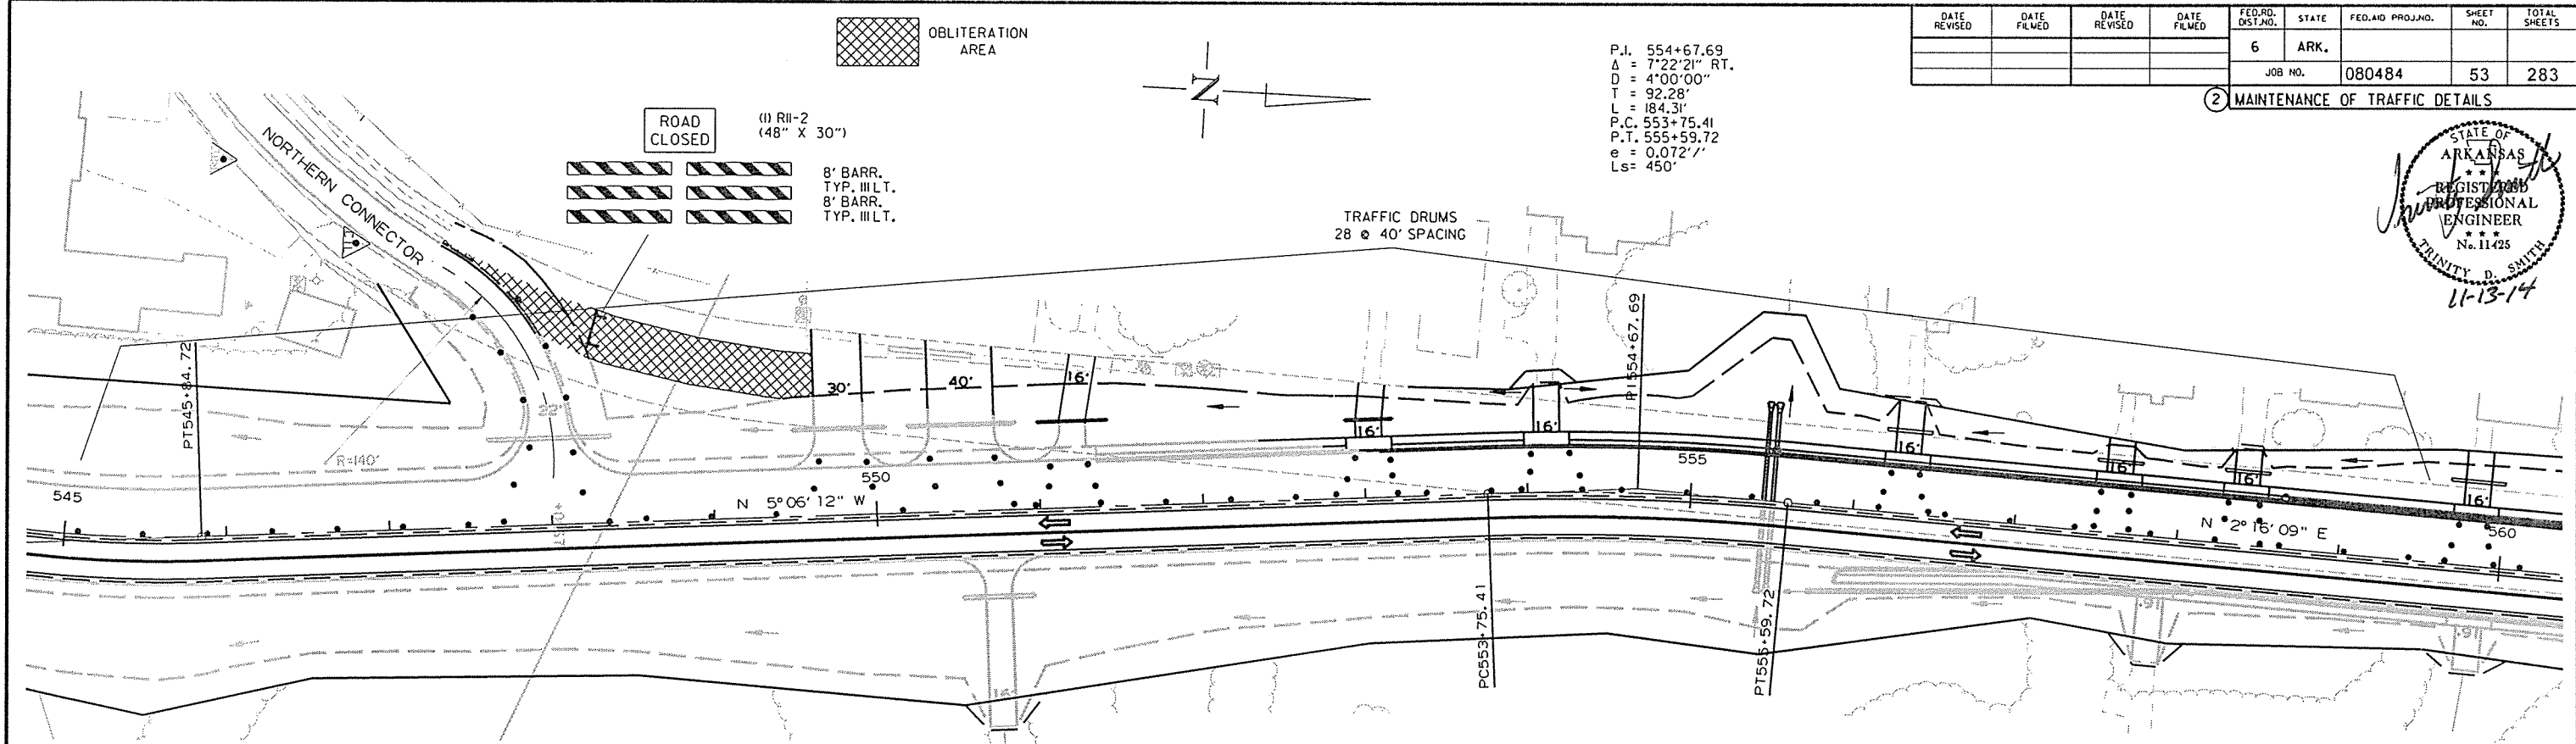 OBLITERATION
AREA
ROAD
CLOSED
(1) R11-2
(48" X 30")
8' BARR.
TYP. III LT.
8' BARR.
TYP. III LT.
N
P.I. 554+67.69
Δ = 7°22'21" RT.
D = 4°00'00"
T = 92.28'
L = 184.31'
P.C. 553+75.41
P.T. 555+59.72
e = 0.072'/'
Ls= 450'
DATE REVISED
DATE FILMED
DATE REVISED
DATE FILMED
FED.RD. DIST.NO.
STATE
FED.AID PROJ.NO.
SHEET NO.
TOTAL SHEETS
6 ARK.
JOB NO. 080484 53 283
2 MAINTENANCE OF TRAFFIC DETAILS
STATE OF
ARKANSAS
REGISTERED
PROFESSIONAL
ENGINEER
No. 11425
TRINITY D. SMITH
11-13-14
TRAFFIC DRUMS
28 @ 40' SPACING
NORTHERN CONNECTOR
PT545+84.72
R=140'
22'
30'
40'
16'
16'
16'
16'
16'
16'
16'
PI554+67.69
545
N 5°06'12" W
550
555
N 2°16'09" E
560
PC553+75.41
PT555+59.72
16'
16'
16'